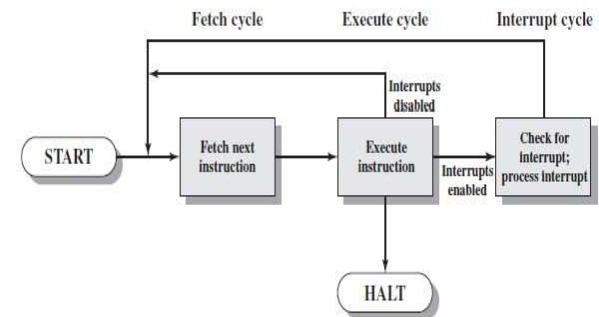 Fetch cycle
Execute cycle
Interrupt cycle
Interrupts
disabled
START
Fetch next
instruction
Execute
instruction
Interrupts
enabled
Check for
interrupt;
process interrupt
HALT